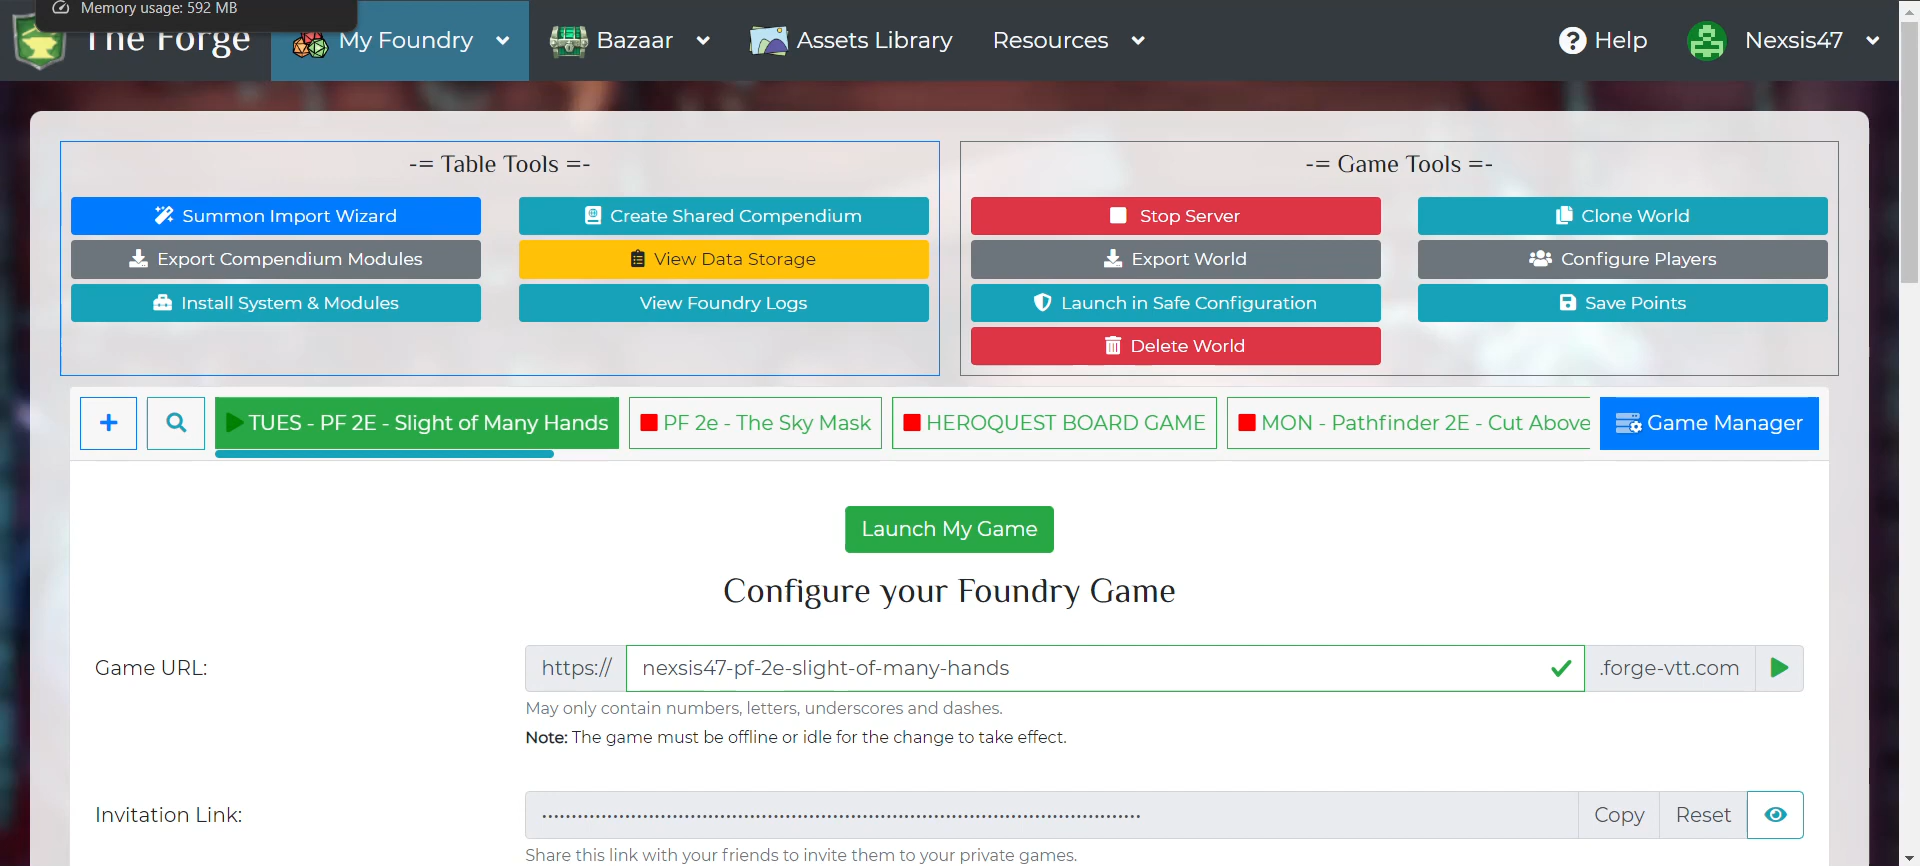 Memory usage: 592 MB
The Forge
My Foundry
Bazaar
Assets Library
Resources
Help
Nexsis47
-= Table Tools =-
Summon Import Wizard
Create Shared Compendium
Export Compendium Modules
View Data Storage
Install System & Modules
View Foundry Logs
-= Game Tools =-
Stop Server
Clone World
Export World
Configure Players
Launch in Safe Configuration
Save Points
Delete World
TUES - PF 2E - Slight of Many Hands
PF 2e - The Sky Mask
HEROQUEST BOARD GAME
MON - Pathfinder 2E - Cut Above
Game Manager
Launch My Game
Configure your Foundry Game
Game URL:
https://
nexsis47-pf-2e-slight-of-many-hands
.forge-vtt.com
May only contain numbers, letters, underscores and dashes.
Note: The game must be offline or idle for the change to take effect.
Invitation Link:
Copy
Reset
Share this link with your friends to invite them to your private games.